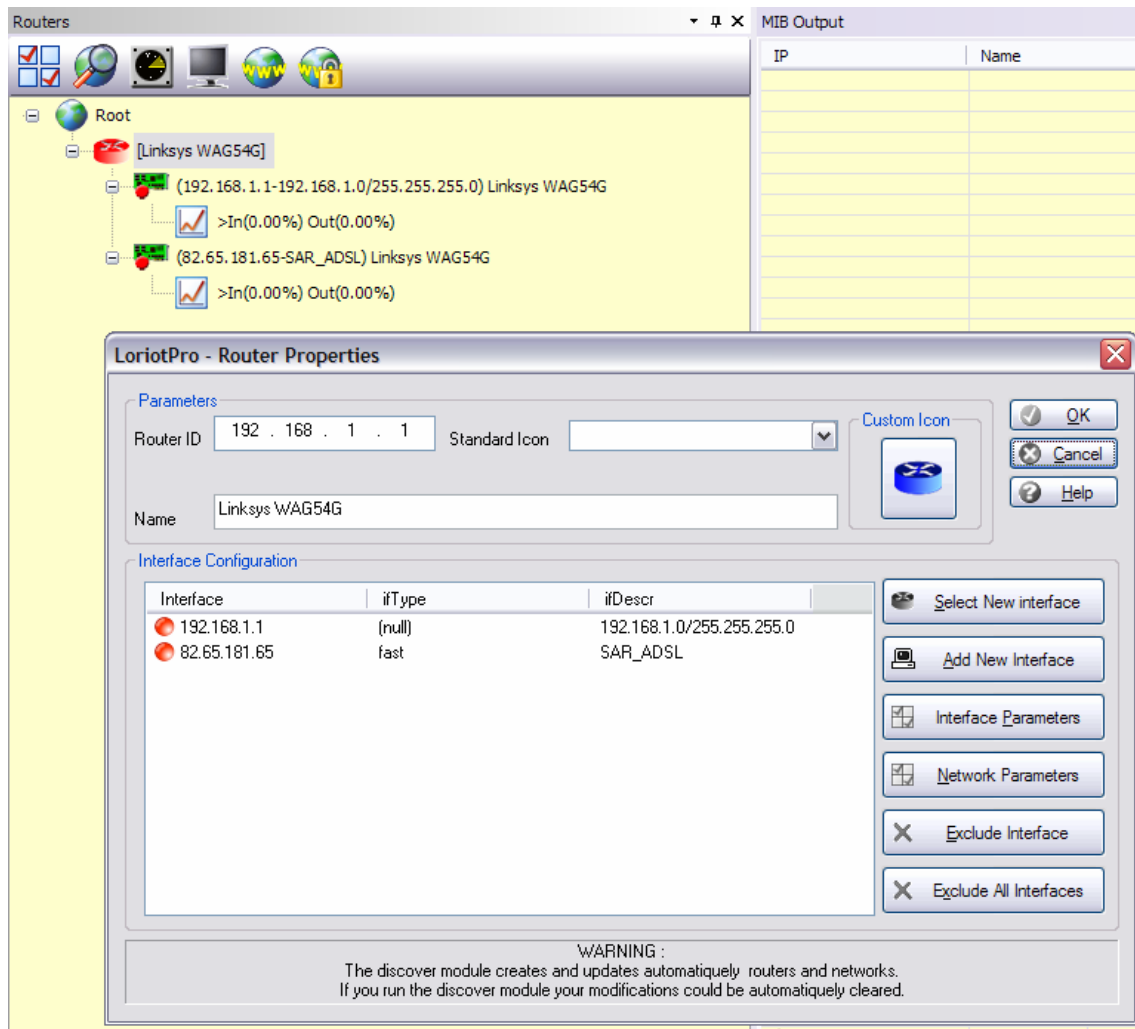 Routers
MIB Output
IP Name
www
Root
[Linksys WAG54G]
(192.168.1.1-192.168.1.0/255.255.255.0) Linksys WAG54G
>In(0.00%) Out(0.00%)
(82.65.181.65-SAR_ADSL) Linksys WAG54G
>In(0.00%) Out(0.00%)
LoriotPro - Router Properties
Parameters
Router ID 192 . 168 . 1 . 1 Standard Icon
Custom Icon
OK
Cancel
Help
Name Linksys WAG54G
Interface Configuration
Interface ifType ifDescr
192.168.1.1 (null) 192.168.1.0/255.255.255.0
82.65.181.65 fast SAR_ADSL
Select New interface
Add New Interface
Interface Parameters
Network Parameters
Exclude Interface
Exclude All Interfaces
WARNING :
The discover module creates and updates automatiquely routers and networks.
If you run the discover module your modifications could be automatiquely cleared.